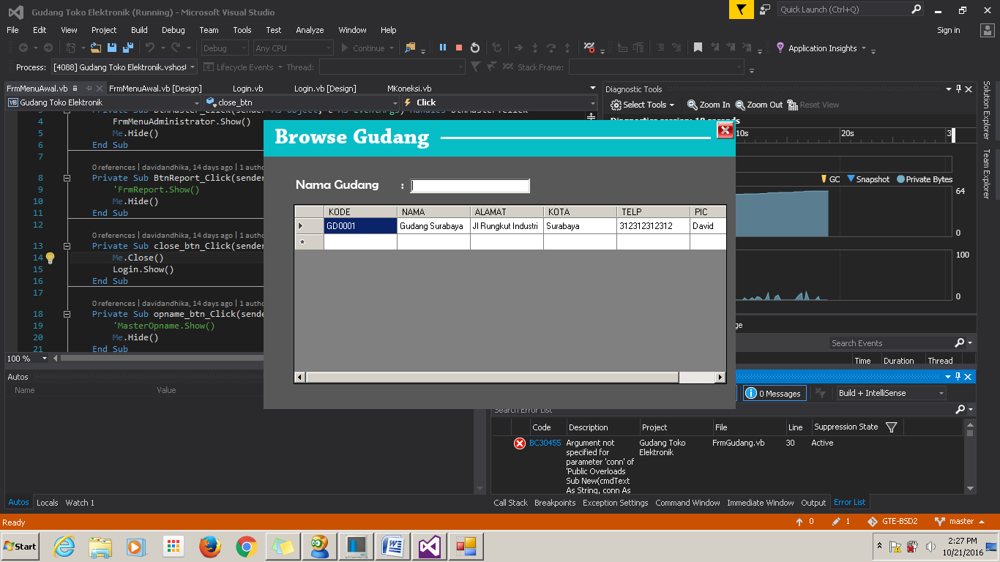 Gudang Toko Elektronik (Running) - Microsoft Visual Studio
Quick Launch (Ctrl+Q)
File Edit View Project Build Debug Team Tools Test Analyze Window Help
Sign in
Debug Any CPU Continue Application Insights
Process: [4088] Gudang Toko Elektronik.vshost Lifecycle Events Thread: Stack Frame:
FrmMenuAwal.vb FrmMenuAwal.vb [Design] Login.vb Login.vb [Design] MKoneksi.vb
Gudang Toko Elektronik close_btn Click
4 FrmMenuAdministrator.Show()
5 Me.Hide()
6 End Sub
7
0 references | davidandhika, 14 days ago | 1 autho
8 Private Sub BtnReport_Click(sender
9 'FrmReport.Show()
10 Me.Hide()
11 End Sub
12
0 references | davidandhika, 14 days ago | 1 autho
13 Private Sub close_btn_Click(sender
14 Me.Close()
15 Login.Show()
16 End Sub
17
0 references | davidandhika, 14 days ago | 1 autho
18 Private Sub opname_btn_Click(sende
19 'MasterOpname.Show()
20 Me.Hide()
21 End Sub
100 %
Browse Gudang
Nama Gudang :
KODE NAMA ALAMAT KOTA TELP PIC
GD0001 Gudang Surabaya Jl Rungkut Industri Surabaya 312312312312 David
*
Diagnostic Tools
Select Tools Zoom In Zoom Out Reset View
10s 20s 3
GC Snapshot Private Bytes
64
0
100
0
Search Events
Time Duration Thread
Solution Explorer
Team Explorer
Autos
Name Value
0 Messages Build + IntelliSense
Search Error List
Code Description Project File Line Suppression State
BC30455 Argument not specified for parameter 'conn' of 'Public Overloads Sub New(cmdText As String, conn As Gudang Toko Elektronik FrmGudang.vb 30 Active
Autos Locals Watch 1
Call Stack Breakpoints Exception Settings Command Window Immediate Window Output Error List
Ready
0 1 GTE-BSD2 master
Start
2:27 PM
10/21/2016